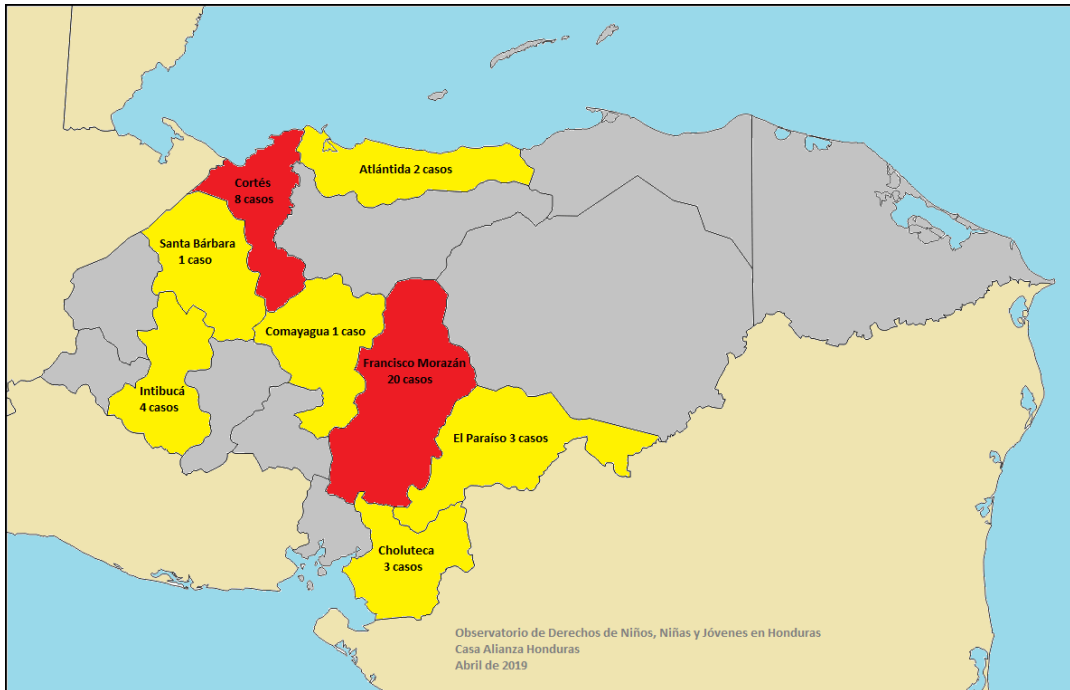 Atlántida 2 casos
Cortés
8 casos
Santa Bárbara
1 caso
Comayagua 1 caso
Francisco Morazán
20 casos
Intibucá
4 casos
El Paraíso 3 casos
Choluteca
3 casos
Observatorio de Derechos de Niños, Niñas y Jóvenes en Honduras
Casa Alianza Honduras
Abril de 2019